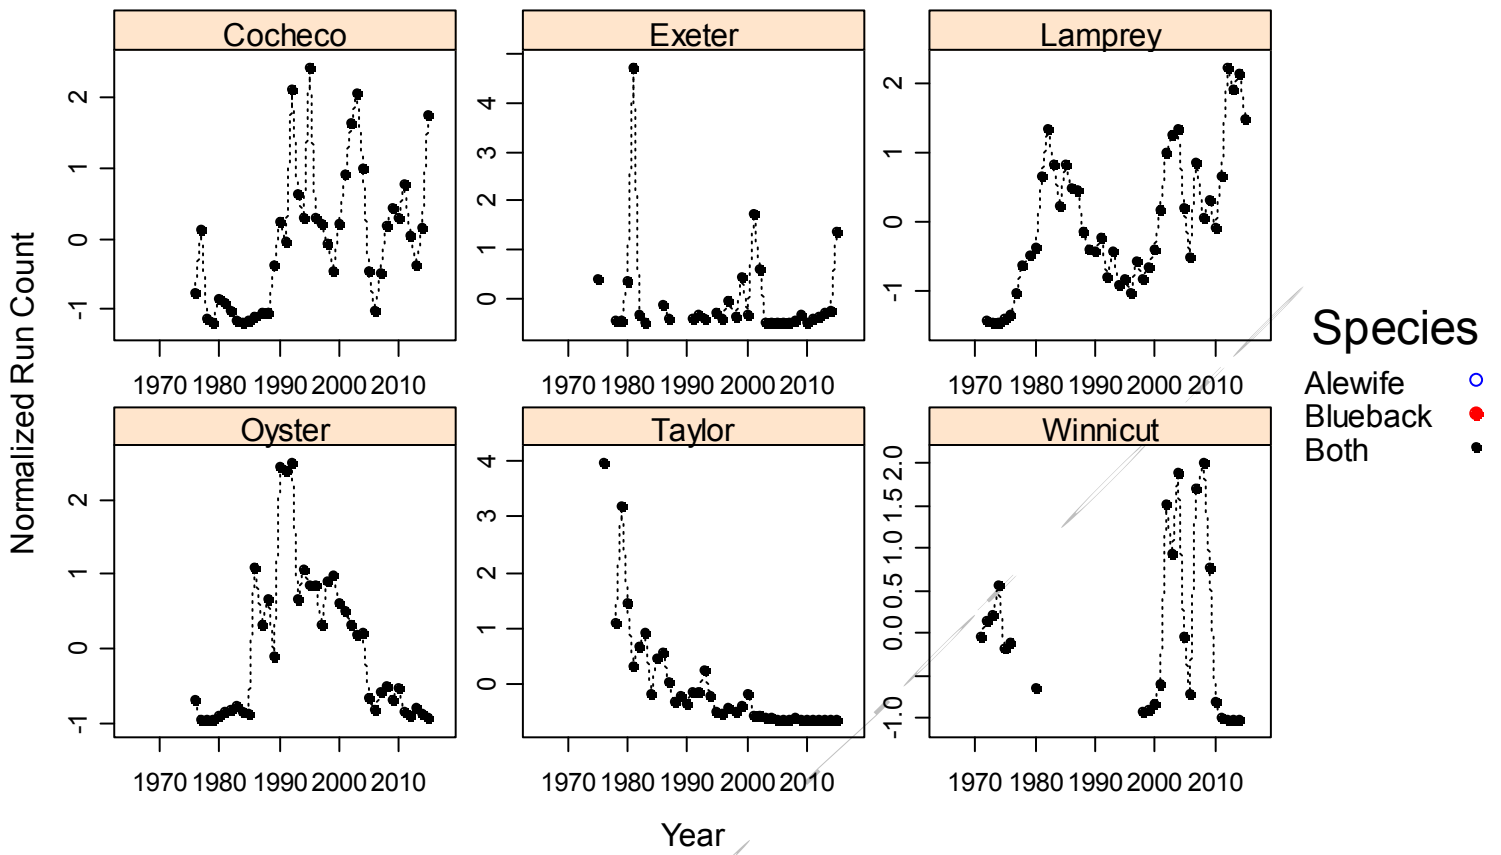 Cocheco Exeter Lamprey
Normalized Run Count
2
1
0
-1
4
3
2
1
0
2
1
0
-1
1970 1980 1990 2000 2010
1970 1980 1990 2000 2010
1970 1980 1990 2000 2010
Species
Alewife
Blueback
Both
Oyster Taylor Winnicut
2
1
0
-1
4
3
2
1
0
2.0
1.5
1.0
0.5
0.0
-1.0
1970 1980 1990 2000 2010
1970 1980 1990 2000 2010
1970 1980 1990 2000 2010
Year